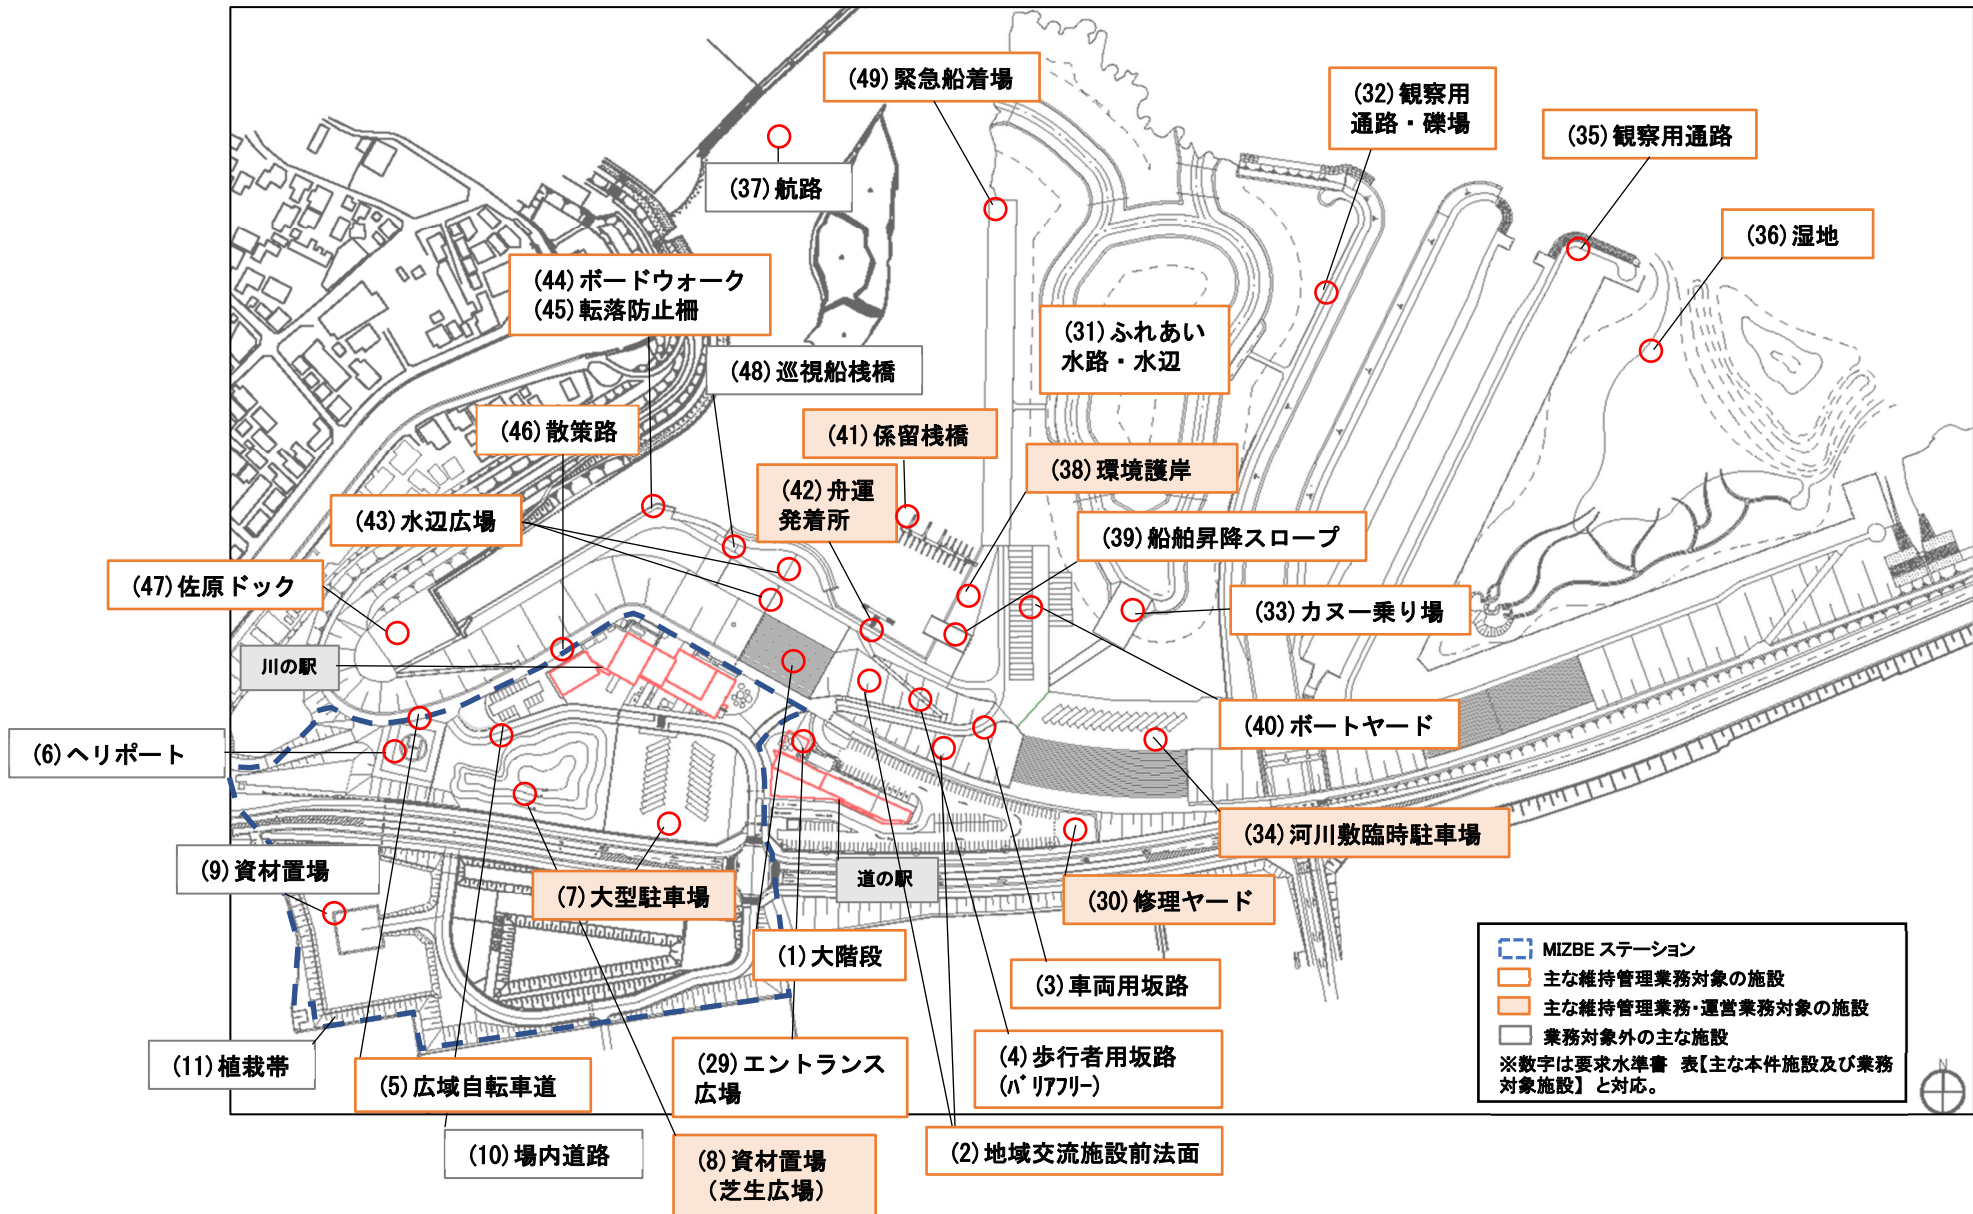 (49)緊急船着場
(32)観察用
通路・礫場
(35)観察用通路
(37)航路
(36)湿地
(44)ボードウォーク
(45)転落防止柵
(31)ふれあい
水路・水辺
(48)巡視船桟橋
(46)散策路
(41)係留桟橋
(38)環境護岸
(42)舟運
発着所
(43)水辺広場
(39)船舶昇降スロープ
(47)佐原ドック
(33)カヌー乗り場
川の駅
(40)ボートヤード
(6)ヘリポート
(34)河川敷臨時駐車場
(9)資材置場
道の駅
(7)大型駐車場
(30)修理ヤード
(1)大階段
(3)車両用坂路
MIZBEステーション
主な維持管理業務対象の施設
主な維持管理業務・運営業務対象の施設
業務対象外の主な施設
※数字は要求水準書 表【主な本件施設及び業務
対象施設】と対応。
N
(11)植栽帯
(5)広域自転車道
(29)エントランス
広場
(4)歩行者用坂路
(バリアフリー)
(10)場内道路
(8)資材置場
(芝生広場)
(2)地域交流施設前法面